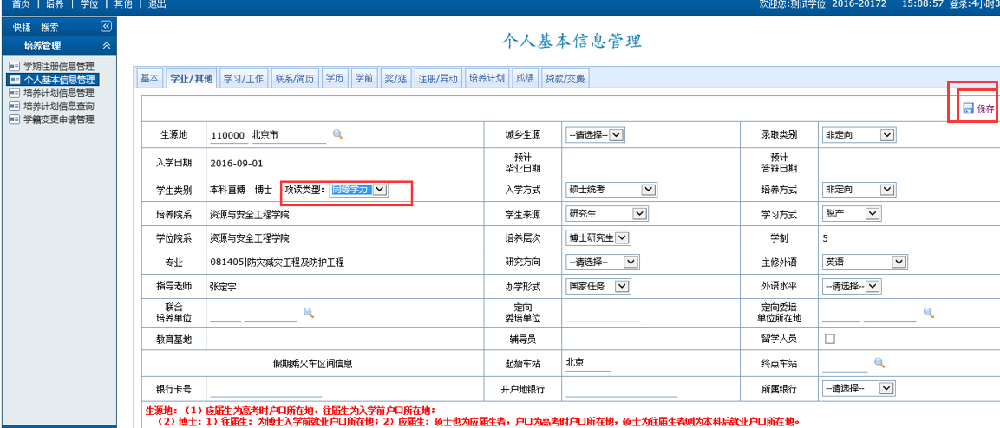 首页 | 培养 | 学位 | 其他 | 退出
欢迎您:测试学位 2016-20172 15:08:57 登录:4小时3
快捷 搜索
培养管理
学期注册信息管理
个人基本信息管理
培养计划信息管理
培养计划信息查询
学籍变更申请管理
个人基本信息管理
基本 学业/其他 学习/工作 联系/简历 学历 学前 奖/惩 注册/异动 培养计划 成绩 贷款/交费
保存
生源地 110000 北京市 城乡生源 --请选择-- 录取类别 非定向
入学日期 2016-09-01 预计 毕业日期 预计 答辩日期
学生类别 本科直博 博士 攻读类型: 同等学力 入学方式 硕士统考 培养方式 非定向
培养院系 资源与安全工程学院 学生来源 研究生 学习方式 脱产
学位院系 资源与安全工程学院 培养层次 博士研究生 学制 5
专业 081405|防灾减灾工程及防护工程 研究方向 --请选择-- 主修外语 英语
指导老师 张定宇 办学形式 国家任务 外语水平 --请选择--
联合 培养单位 定向 委培单位 定向委培 单位所在地
教育基地 辅导员 留学人员
假期乘火车区间信息 起始车站 北京 终点车站
银行卡号 开户地银行 所属银行 --请选择--
生源地:(1)应届生为高考时户口所在地,往届生为入学前户口所在地;
(2)博士:1)往届生:为博士入学前就业户口所在地;2)应届生:硕士也为应届生者,户口为高考时户口所在地,硕士为往届生者则为本科后就业户口所在地。